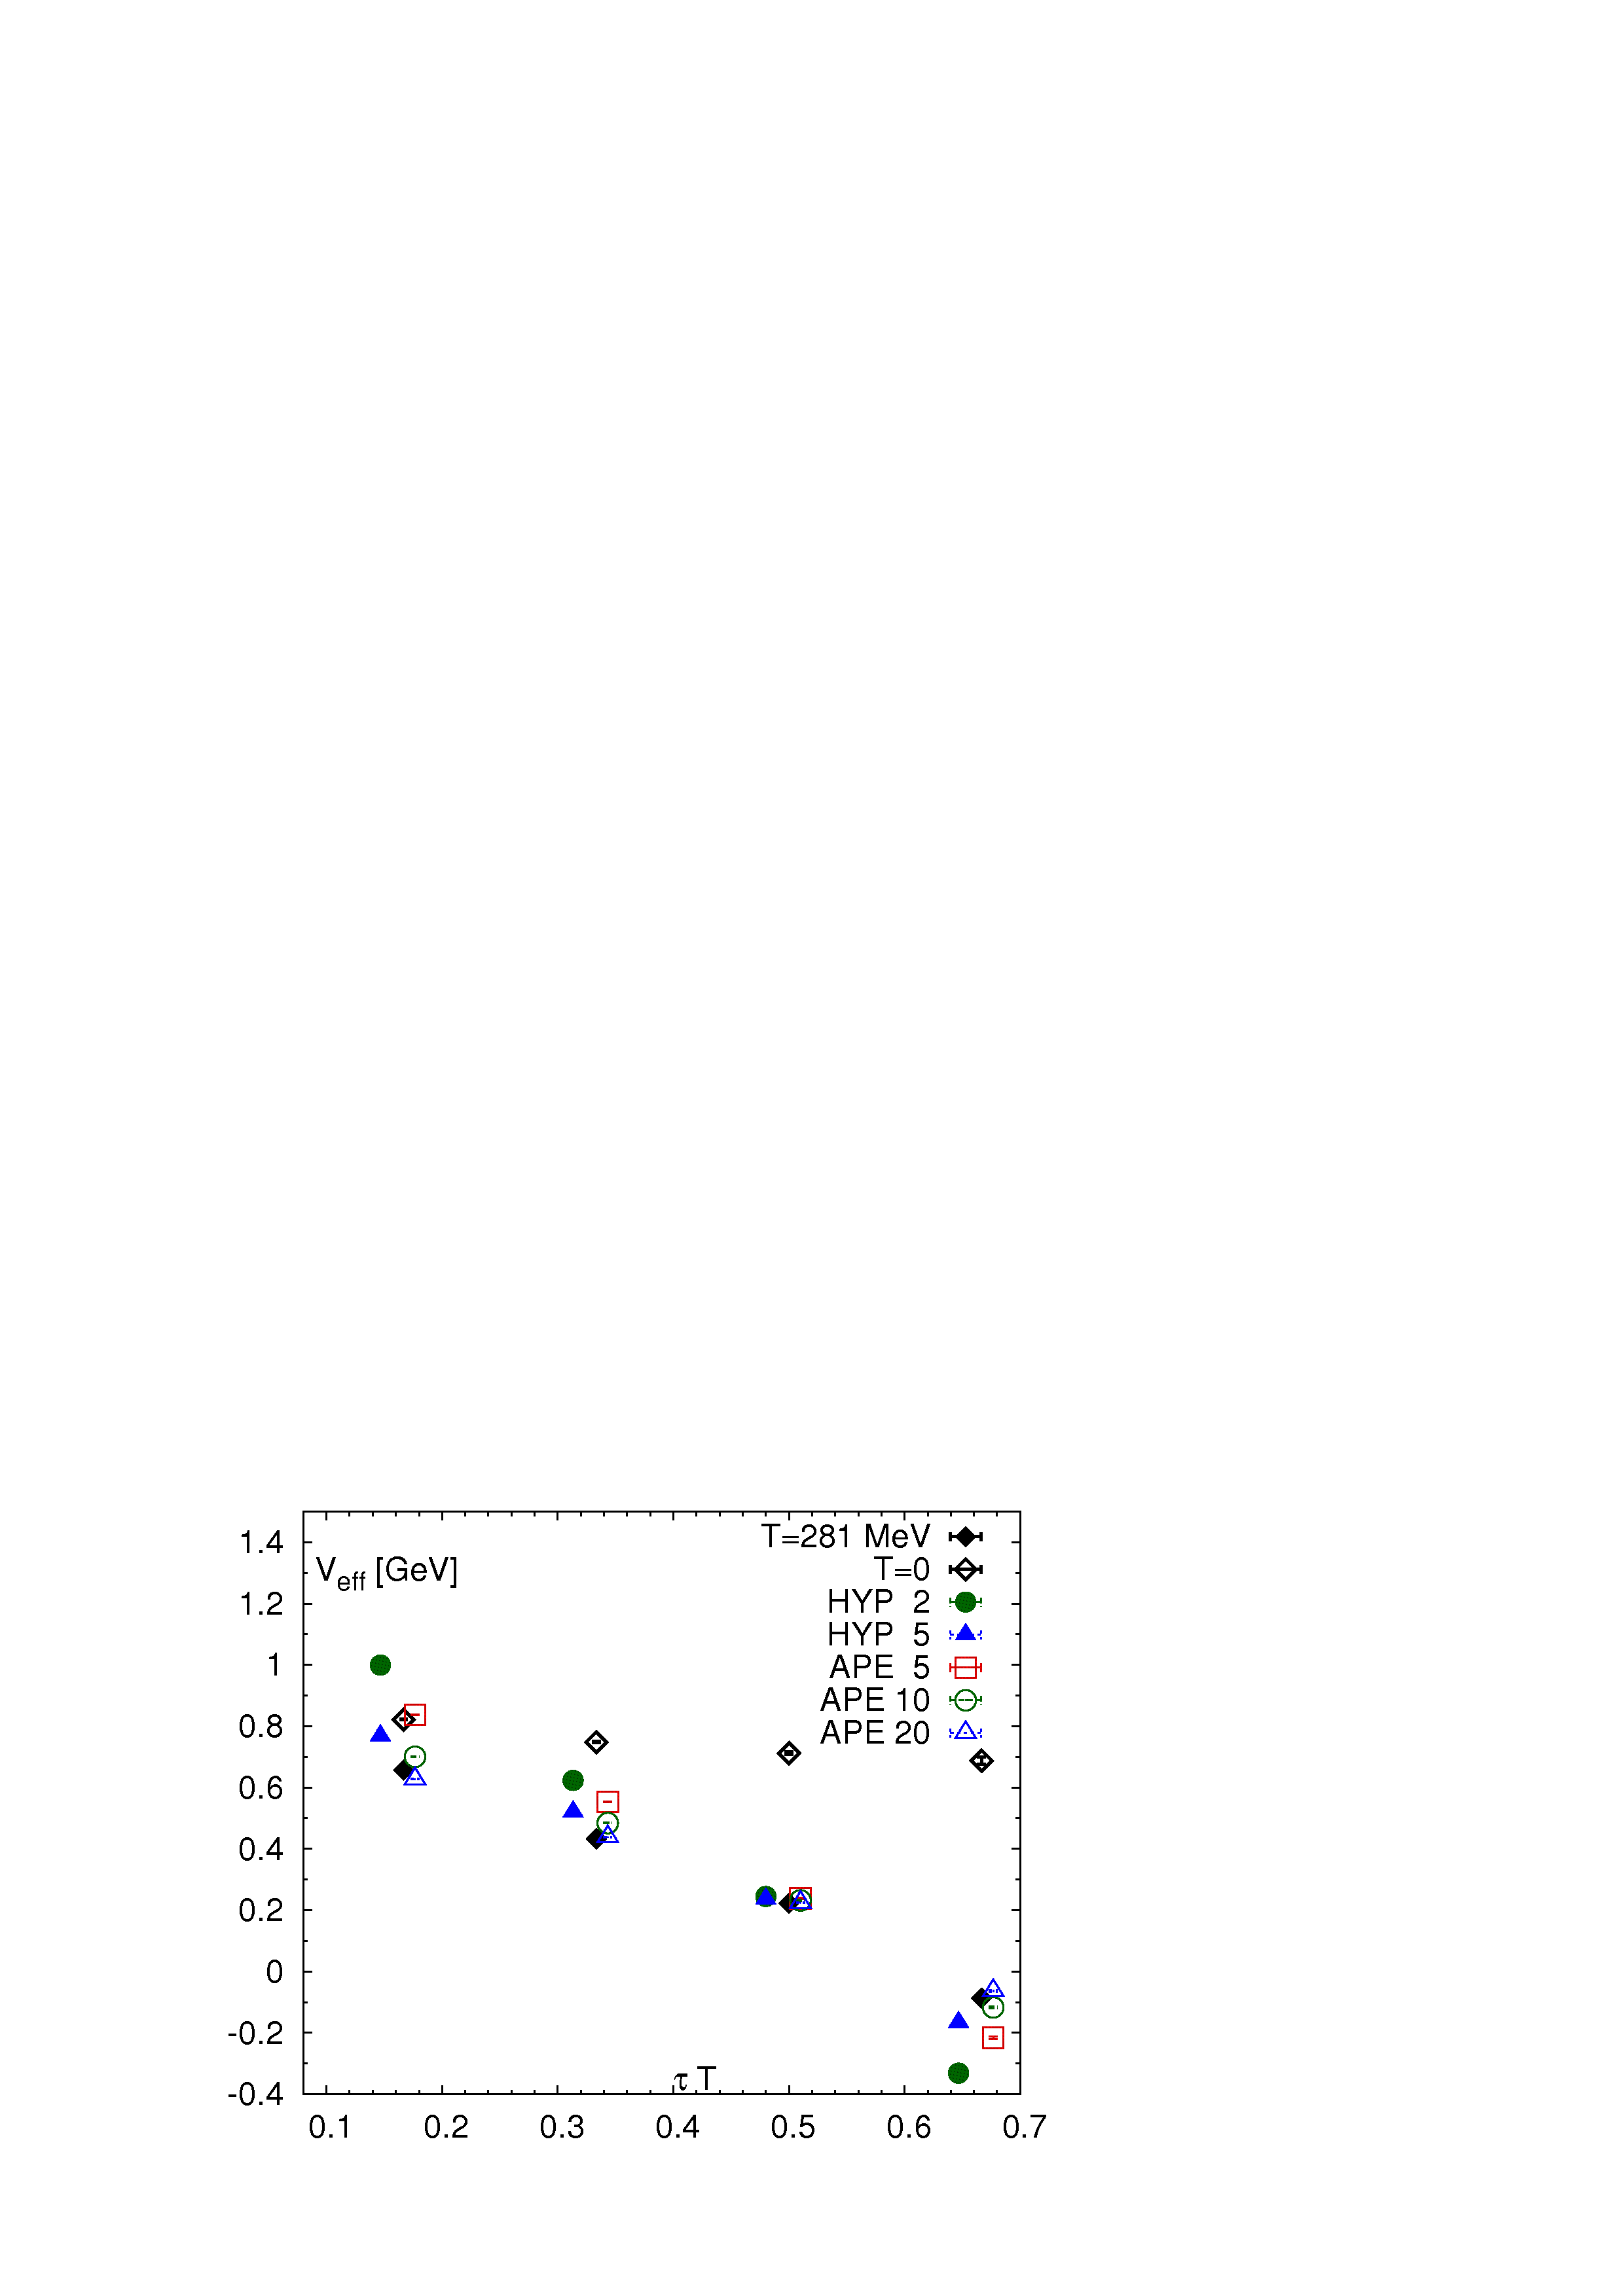 1.4
1.2
1
0.8
0.6
0.4
0.2
0
-0.2
-0.4
V_eff [GeV]
T=281 MeV
T=0
HYP 2
HYP 5
APE 5
APE 10
APE 20
τ T
0.1 0.2 0.3 0.4 0.5 0.6 0.7